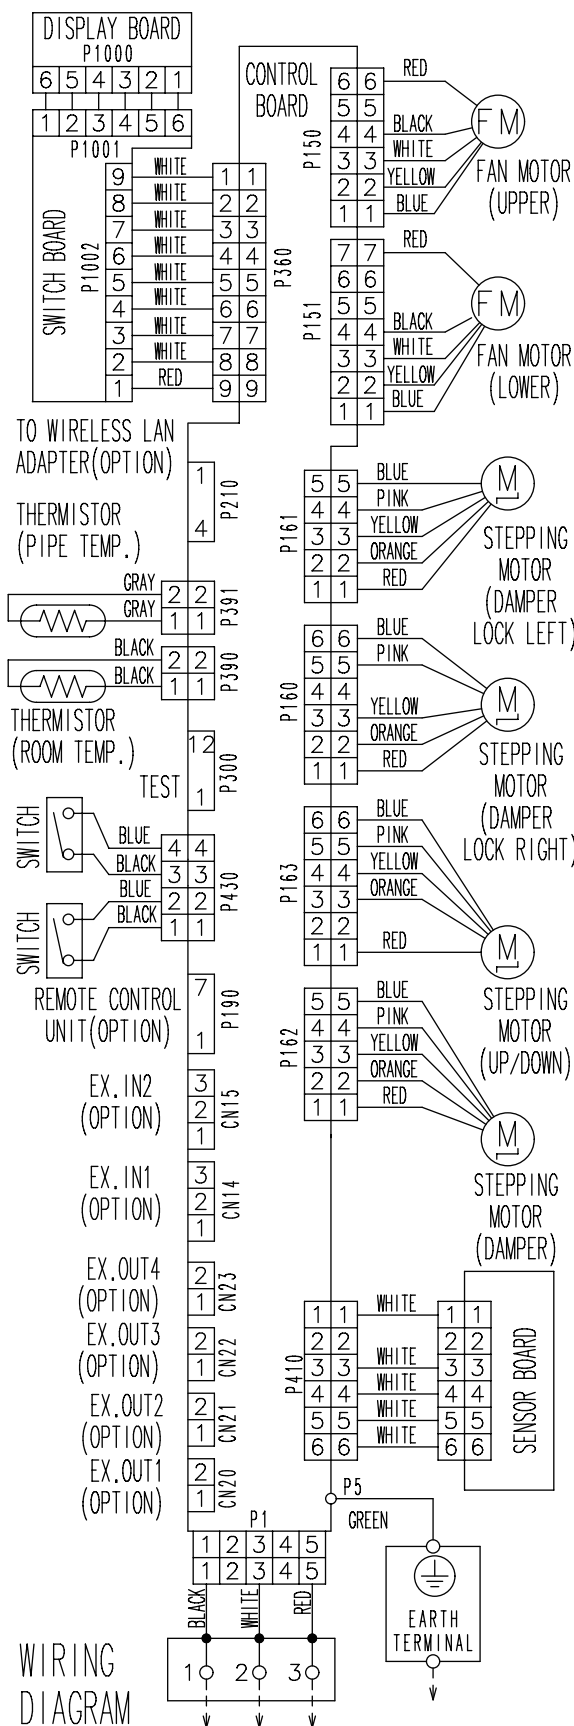 DISPLAY BOARD
P1000
6 5 4 3 2 1
1 2 3 4 5 6
P1001
SWITCH BOARD
P1002
9 WHITE 1 1
8 WHITE 2 2
7 WHITE 3 3
6 WHITE 4 4
5 WHITE 5 5
4 WHITE 6 6
3 WHITE 7 7
2 WHITE 8 8
1 RED 9 9
P360
CONTROL
BOARD
P150
6 6 RED
5 5
4 4 BLACK
3 3 WHITE
2 2 YELLOW
1 1 BLUE
FM
FAN MOTOR
(UPPER)
P151
7 7 RED
6 6
5 5
4 4 BLACK
3 3 WHITE
2 2 YELLOW
1 1 BLUE
FM
FAN MOTOR
(LOWER)
TO WIRELESS LAN
ADAPTER(OPTION)
1
4
P210
THERMISTOR
(PIPE TEMP.)
GRAY 2 2
GRAY 1 1
P391
BLACK 2 2
BLACK 1 1
P390
THERMISTOR
(ROOM TEMP.)
TEST
12
1
P300
SWITCH
BLUE 4 4
BLACK 3 3
SWITCH
BLUE 2 2
BLACK 1 1
P430
REMOTE CONTROL
UNIT(OPTION)
7
1
P190
EX.IN2
(OPTION)
3
2
1
CN15
EX.IN1
(OPTION)
3
2
1
CN14
EX.OUT4
(OPTION)
2
1
CN23
EX.OUT3
(OPTION)
2
1
CN22
EX.OUT2
(OPTION)
2
1
CN21
EX.OUT1
(OPTION)
2
1
CN20
P161
5 5 BLUE
4 4 PINK
3 3 YELLOW
2 2 ORANGE
1 1 RED
M
STEPPING
MOTOR
(DAMPER
LOCK LEFT)
P160
6 6 BLUE
5 5 PINK
4 4
3 3 YELLOW
2 2 ORANGE
1 1 RED
M
STEPPING
MOTOR
(DAMPER
LOCK RIGHT)
P163
6 6 BLUE
5 5 PINK
4 4 YELLOW
3 3 ORANGE
2 2
1 1 RED
M
STEPPING
MOTOR
(UP/DOWN)
P162
5 5 BLUE
4 4 PINK
3 3 YELLOW
2 2 ORANGE
1 1 RED
M
STEPPING
MOTOR
(DAMPER)
P410
1 1 WHITE 1 1
2 2 2 2
3 3 WHITE 3 3
4 4 WHITE 4 4
5 5 WHITE 5 5
6 6 WHITE 6 6
SENSOR BOARD
P5
GREEN
EARTH
TERMINAL
P1
1 2 3 4 5
1 2 3 4 5
BLACK WHITE RED
1 2 3
WIRING
DIAGRAM